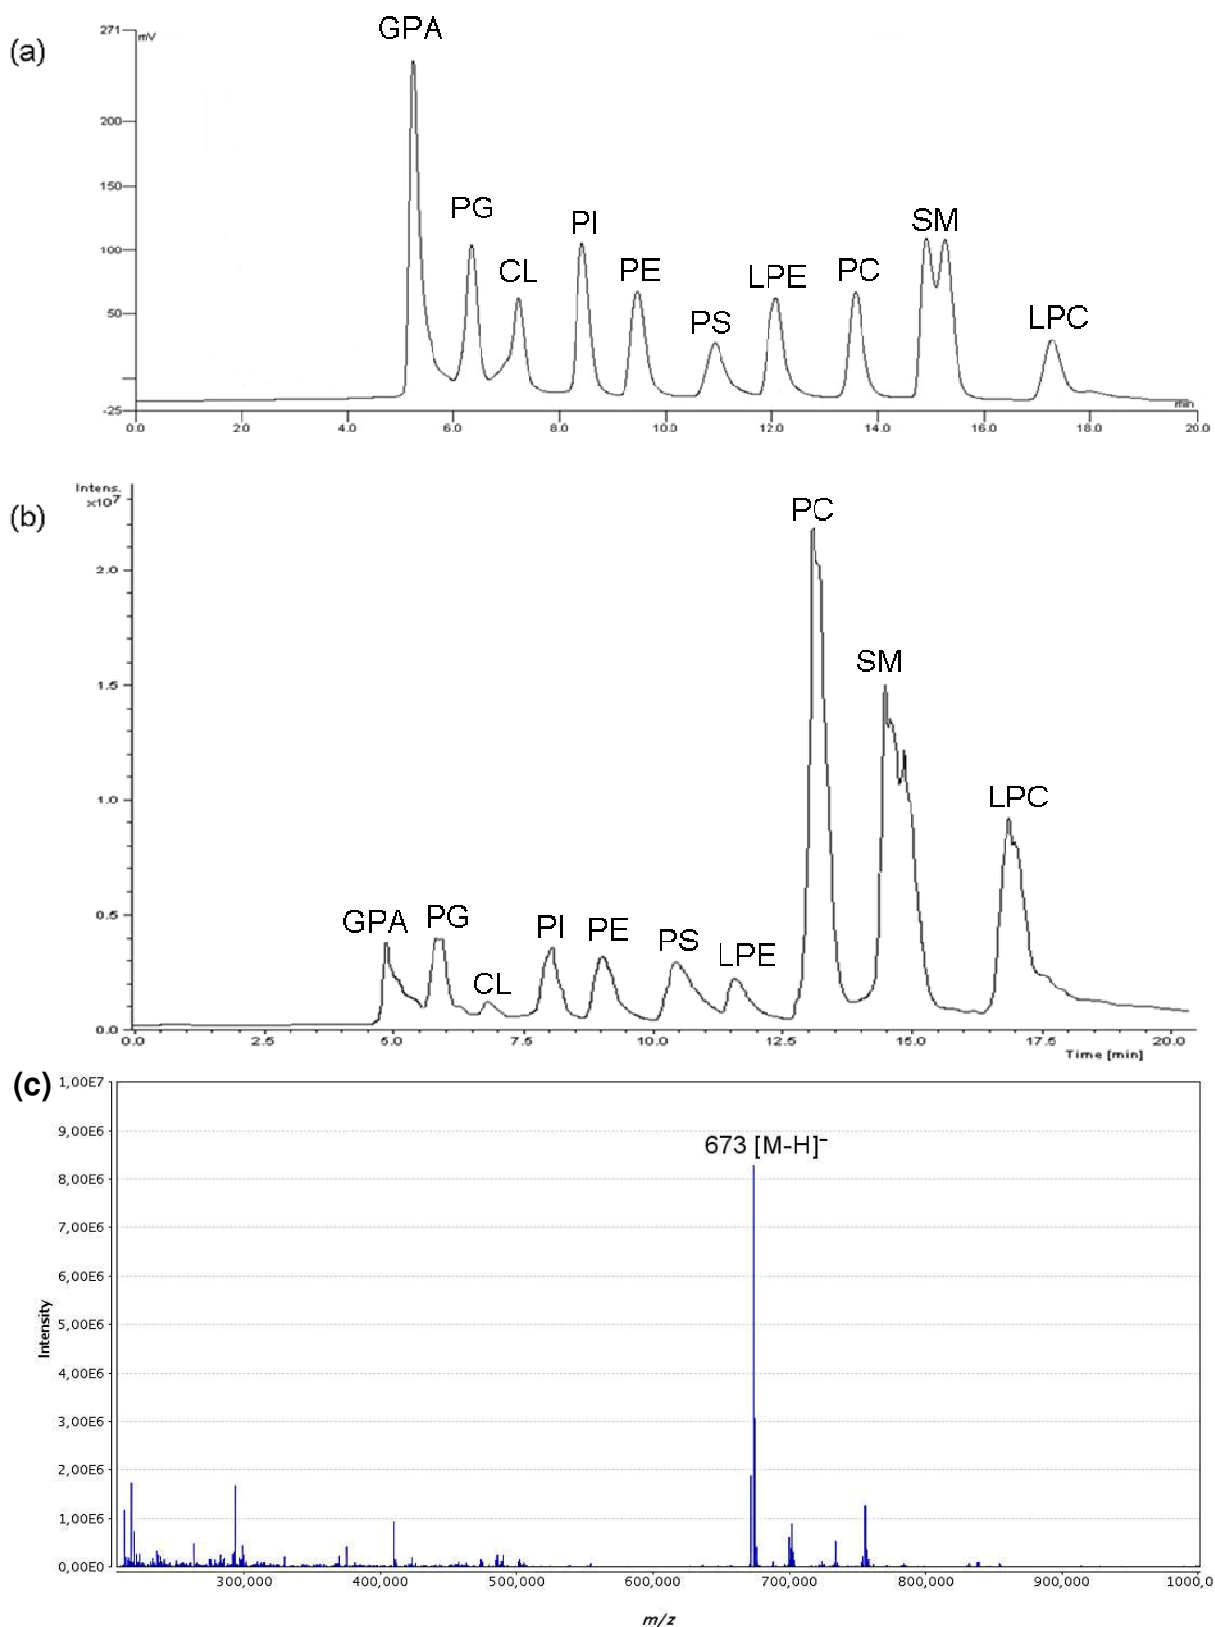 (a)
271
mV
GPA
200
150
PG
PI
SM
100
CL
PE
LPE
PC
50
PS
LPC
-25
min
0.0 2.0 4.0 6.0 8.0 10.0 12.0 14.0 16.0 18.0 20.0
(b)
Intens.
x10⁷
PC
2.0
SM
1.5
1.0
LPC
0.5
GPA
PG
PI
PE
PS
LPE
CL
0.0
0.0 2.5 5.0 7.5 10.0 12.5 15.0 17.5 20.0
Time [min]
(c)
1,00E7
9,00E6
673 [M-H]⁻
8,00E6
7,00E6
6,00E6
5,00E6
4,00E6
3,00E6
2,00E6
1,00E6
0,00E0
Intensity
300,000 400,000 500,000 600,000 700,000 800,000 900,000 1000,0
m/z